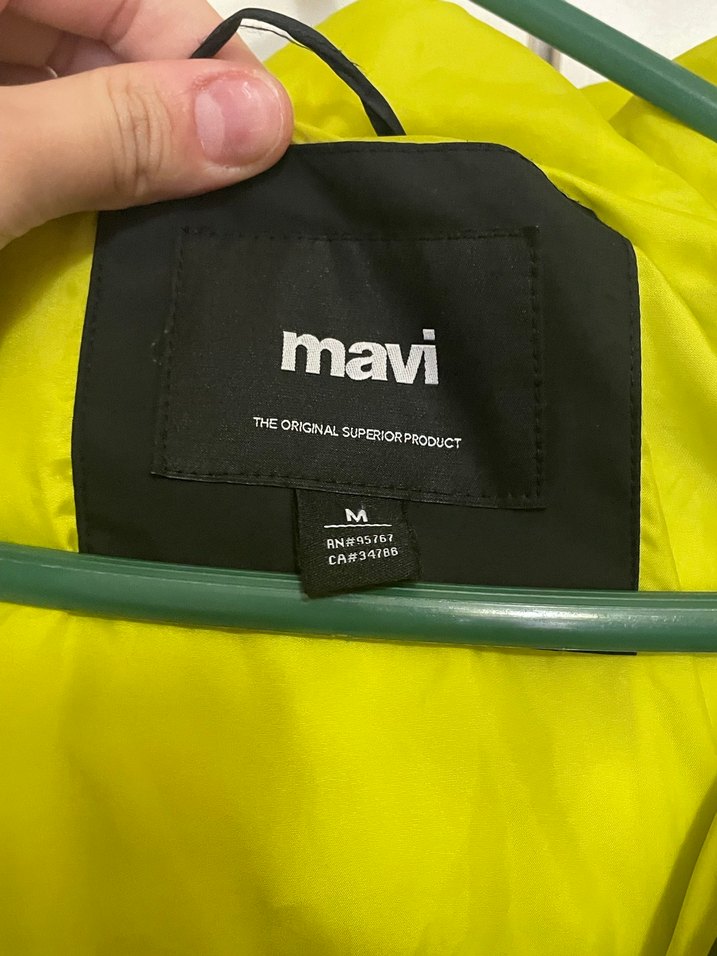 mavi
THE ORIGINAL SUPERIOR PRODUCT
M
RN#95767
CA#34788